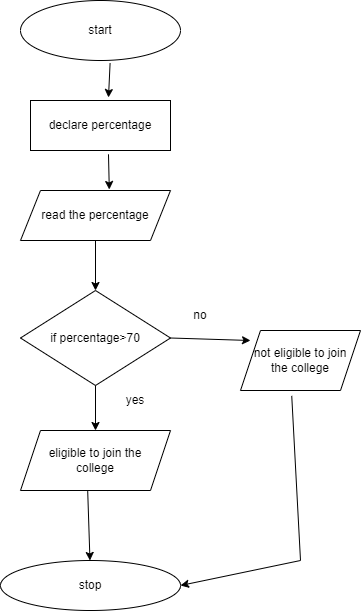 start
declare percentage
read the percentage
if percentage>70
no
not eligible to join
the college
yes
eligible to join the
college
stop